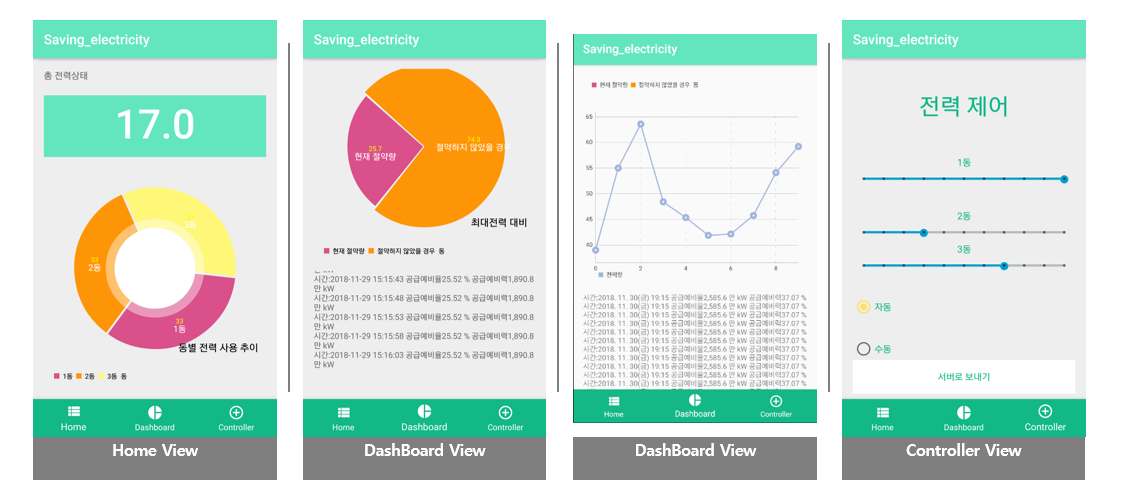 Saving_electricity
총 전력상태
17.0
3동
33
2동
33
1동
동별 전력 사용 추이
1동 2동 3동 동
Home
Dashboard
Controller
Home View
Saving_electricity
74.3
절약하지 않았을 경우
25.7
현재 절약량
최대전력 대비
현재 절약량 절약하지 않았을 경우 동
시간:2018-11-29 15:15:43 공급예비율25.52 % 공급예비력1,890.8
만 kW
시간:2018-11-29 15:15:48 공급예비율25.52 % 공급예비력1,890.8
만 kW
시간:2018-11-29 15:15:53 공급예비율25.52 % 공급예비력1,890.8
만 kW
시간:2018-11-29 15:15:58 공급예비율25.52 % 공급예비력1,890.8
만 kW
시간:2018-11-29 15:16:03 공급예비율25.52 % 공급예비력1,890.8
만 kW
Home
Dashboard
Controller
DashBoard View
Saving_electricity
현재 절약량 절약하지 않았을 경우 동
65
60
55
50
45
40
0 2 4 6 8
전력량
시간:2018. 11. 30(금) 19:15 공급예비율2,585.6 만 kW 공급예비력37.07 %
시간:2018. 11. 30(금) 19:15 공급예비율2,585.6 만 kW 공급예비력37.07 %
시간:2018. 11. 30(금) 19:15 공급예비율2,585.6 만 kW 공급예비력37.07 %
시간:2018. 11. 30(금) 19:15 공급예비율2,585.6 만 kW 공급예비력37.07 %
시간:2018. 11. 30(금) 19:15 공급예비율2,585.6 만 kW 공급예비력37.07 %
시간:2018. 11. 30(금) 19:15 공급예비율2,585.6 만 kW 공급예비력37.07 %
시간:2018. 11. 30(금) 19:15 공급예비율2,585.6 만 kW 공급예비력37.07 %
시간:2018. 11. 30(금) 19:15 공급예비율2,585.6 만 kW 공급예비력37.07 %
시간:2018. 11. 30(금) 19:15 공급예비율2,585.6 만 kW 공급예비력37.07 %
시간:2018. 11. 30(금) 19:15 공급예비율2,585.6 만 kW 공급예비력37.07 %
Home
Dashboard
Controller
DashBoard View
Saving_electricity
전력 제어
1동
2동
3동
자동
수동
서버로 보내기
Home
Dashboard
Controller
Controller View